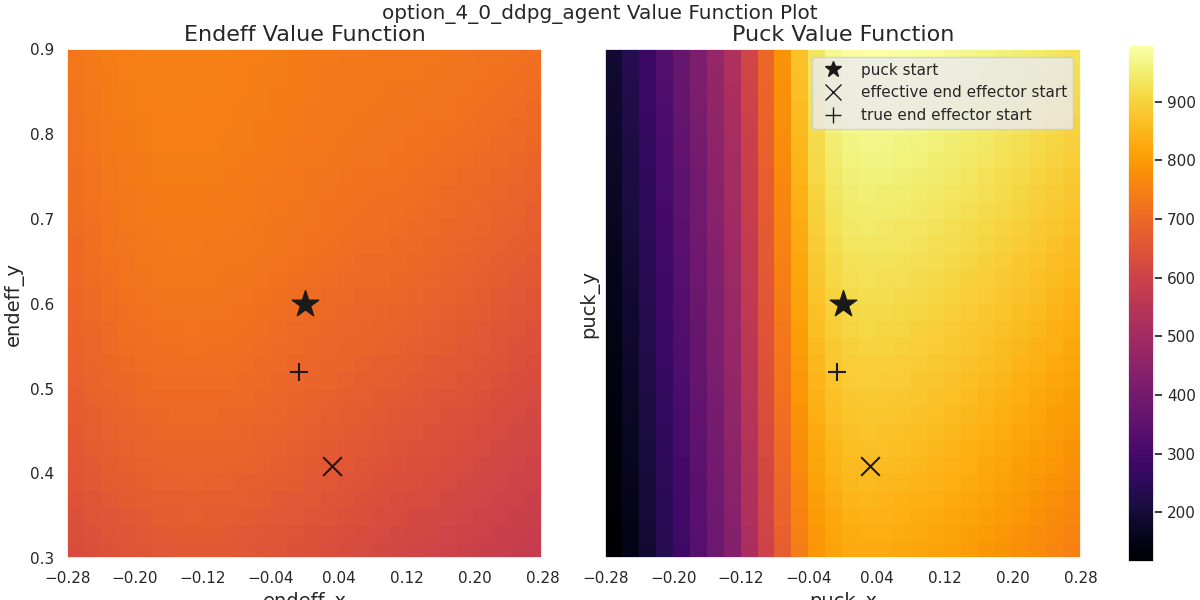 option_4_0_ddpg_agent Value Function Plot
Endeff Value Function
endeff_y
0.9
0.8
0.7
0.6
0.5
0.4
0.3
−0.28 −0.20 −0.12 −0.04 0.04 0.12 0.20 0.28
endeff_x
Puck Value Function
puck start
effective end effector start
true end effector start
puck_y
−0.28 −0.20 −0.12 −0.04 0.04 0.12 0.20 0.28
puck_x
900
800
700
600
500
400
300
200